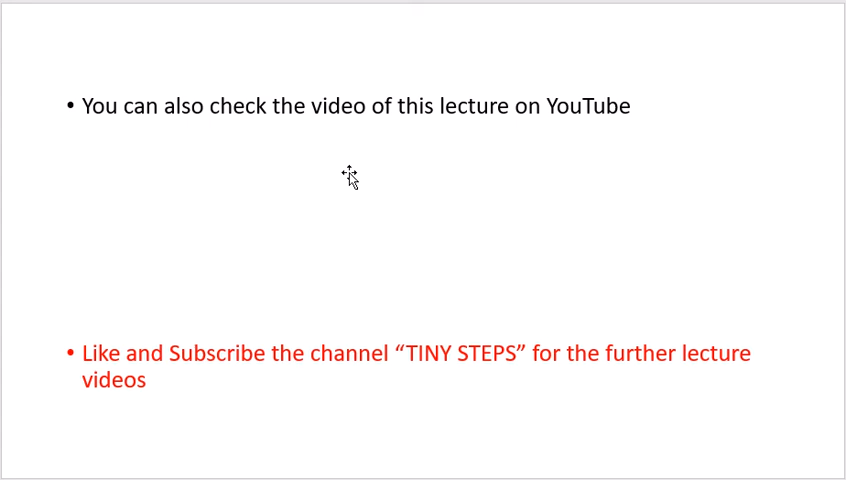 • You can also check the video of this lecture on YouTube
• Like and Subscribe the channel “TINY STEPS” for the further lecture
videos